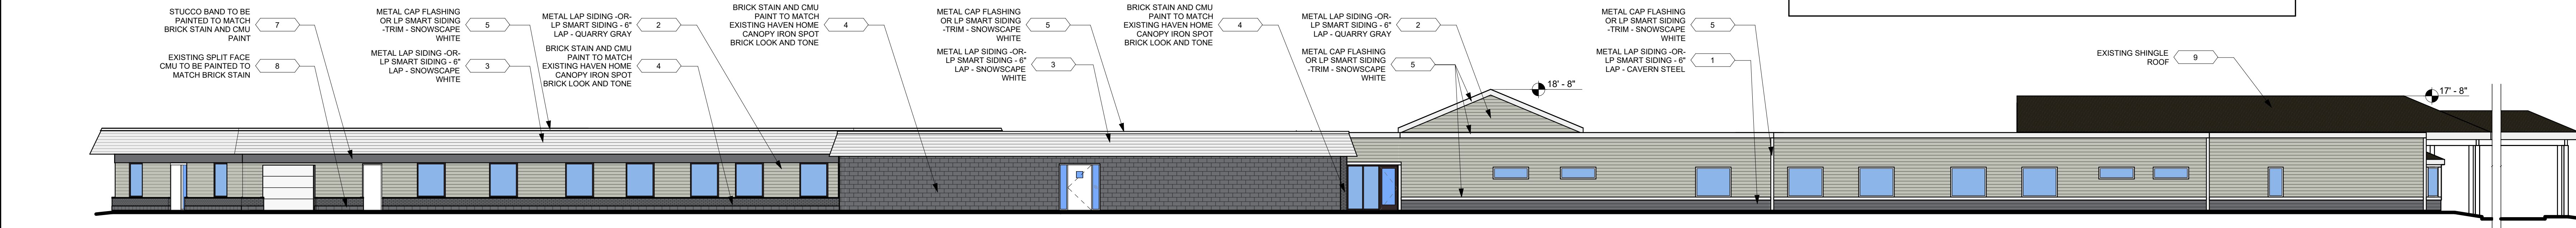 STUCCO BAND TO BE
PAINTED TO MATCH
BRICK STAIN AND CMU
PAINT
7
EXISTING SPLIT FACE
CMU TO BE PAINTED TO
MATCH BRICK STAIN
8
METAL CAP FLASHING
OR LP SMART SIDING
-TRIM - SNOWSCAPE
WHITE
5
METAL LAP SIDING -OR-
LP SMART SIDING - 6"
LAP - SNOWSCAPE
WHITE
3
METAL LAP SIDING -OR-
LP SMART SIDING - 6"
LAP - QUARRY GRAY
2
BRICK STAIN AND CMU
PAINT TO MATCH
EXISTING HAVEN HOME
CANOPY IRON SPOT
BRICK LOOK AND TONE
4
BRICK STAIN AND CMU
PAINT TO MATCH
EXISTING HAVEN HOME
CANOPY IRON SPOT
BRICK LOOK AND TONE
4
METAL CAP FLASHING
OR LP SMART SIDING
-TRIM - SNOWSCAPE
WHITE
5
METAL LAP SIDING -OR-
LP SMART SIDING - 6"
LAP - SNOWSCAPE
WHITE
3
BRICK STAIN AND CMU
PAINT TO MATCH
EXISTING HAVEN HOME
CANOPY IRON SPOT
BRICK LOOK AND TONE
4
METAL LAP SIDING -OR-
LP SMART SIDING - 6"
LAP - QUARRY GRAY
2
METAL CAP FLASHING
OR LP SMART SIDING
-TRIM - SNOWSCAPE
WHITE
5
18' - 8"
METAL CAP FLASHING
OR LP SMART SIDING
-TRIM - SNOWSCAPE
WHITE
5
METAL LAP SIDING -OR-
LP SMART SIDING - 6"
LAP - CAVERN STEEL
1
EXISTING SHINGLE
ROOF
9
17' - 8"